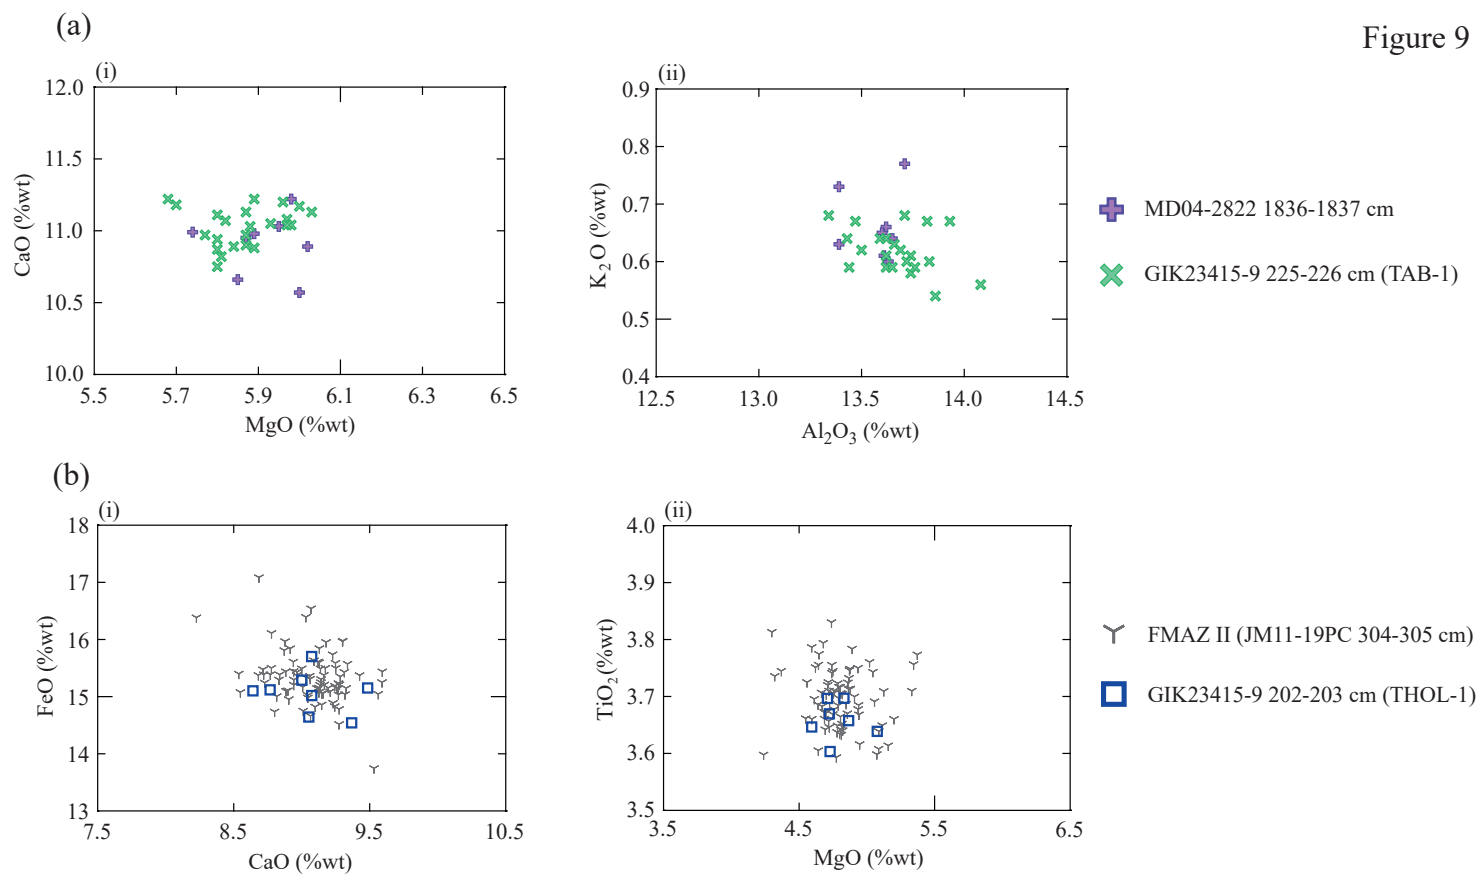 (a)
Figure 9
(i)
12.0
11.5
11.0
10.5
10.0
CaO (%wt)
5.5 5.7 5.9 6.1 6.3 6.5
MgO (%wt)
(ii)
0.9
0.8
0.7
0.6
0.5
0.4
K₂O (%wt)
12.5 13.0 13.5 14.0 14.5
Al₂O₃ (%wt)
MD04-2822 1836-1837 cm
GIK23415-9 225-226 cm (TAB-1)
(b)
(i)
18
17
16
15
14
13
FeO (%wt)
7.5 8.5 9.5 10.5
CaO (%wt)
(ii)
4.0
3.9
3.8
3.7
3.6
3.5
TiO₂ (%wt)
3.5 4.5 5.5 6.5
MgO (%wt)
FMAZ II (JM11-19PC 304-305 cm)
GIK23415-9 202-203 cm (THOL-1)